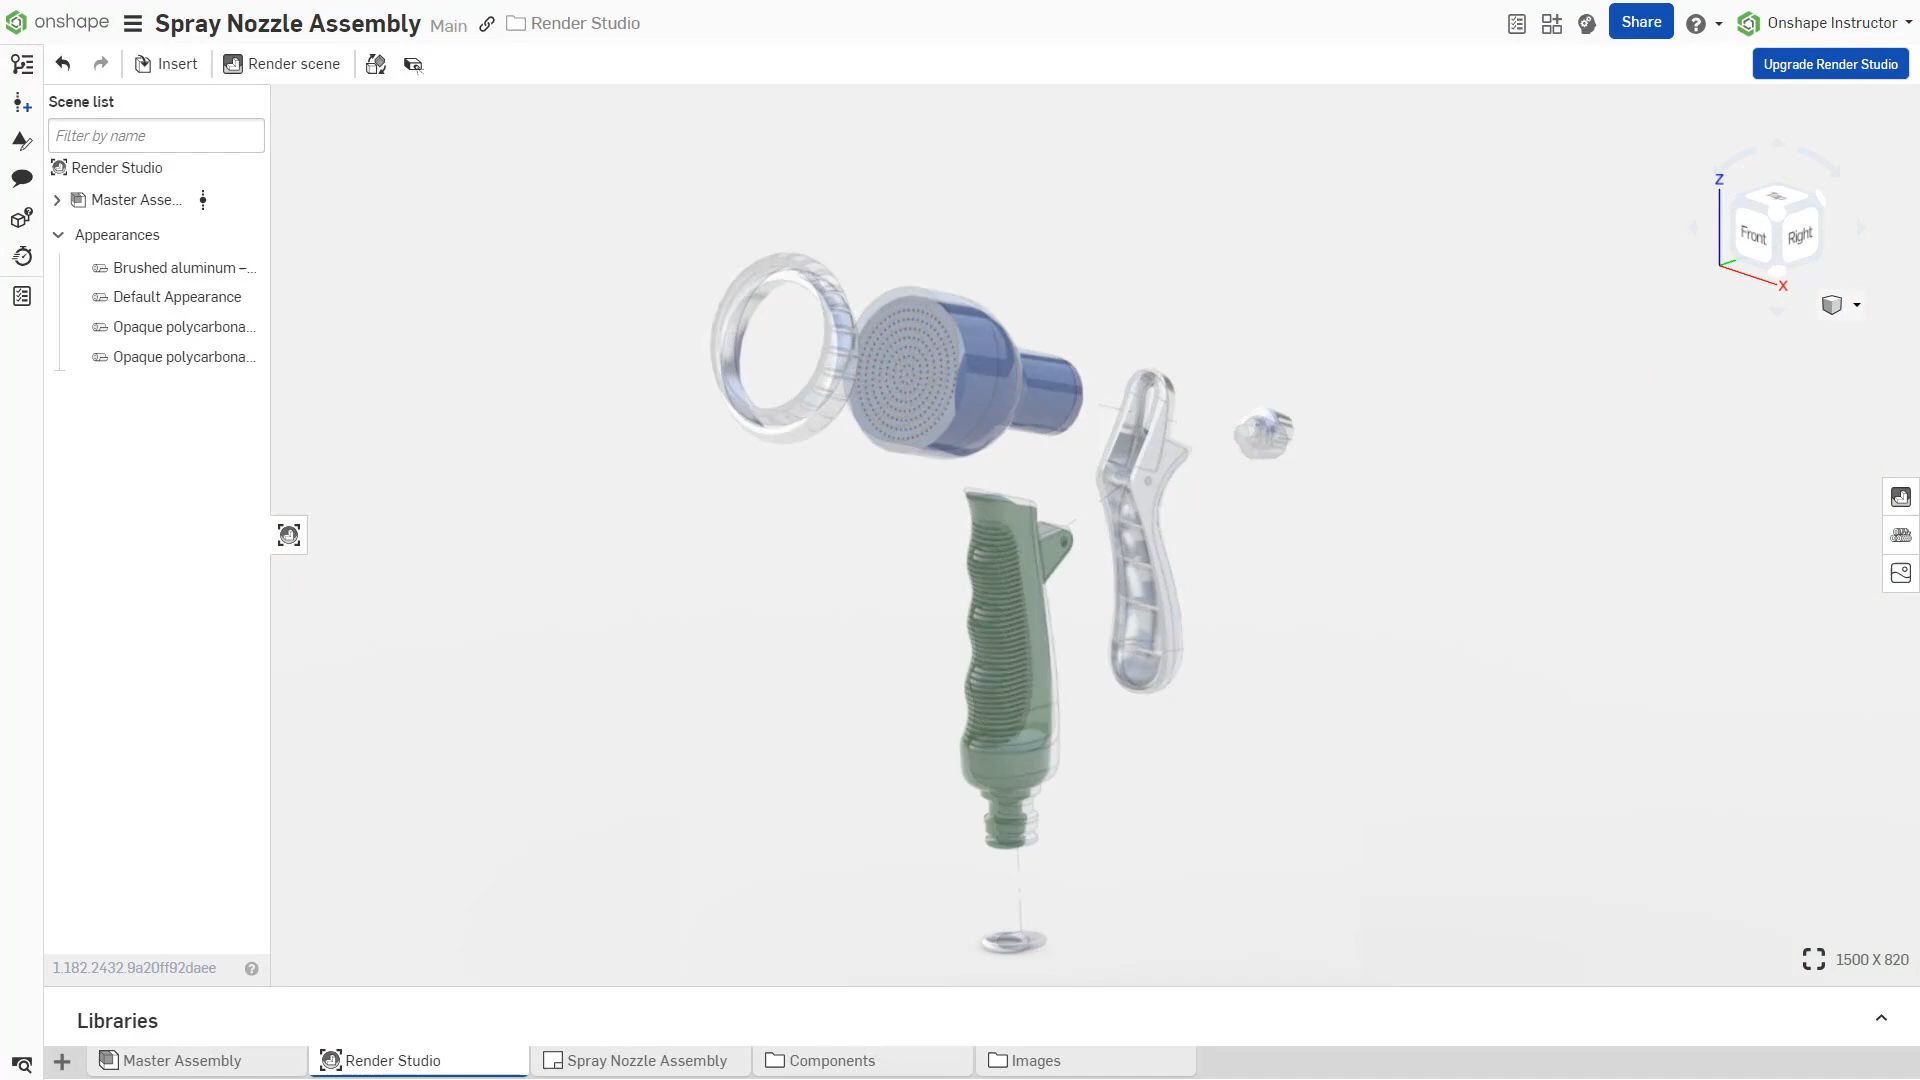 onshape Spray Nozzle Assembly Main Render Studio Share Onshape Instructor
Insert Render scene Upgrade Render Studio
Scene list
Filter by name
Render Studio
Master Asse...
Appearances
Brushed aluminum –...
Default Appearance
Opaque polycarbona...
Opaque polycarbona...
Z
Front Right
X
1.182.2432.9a20ff92daee
1500 X 820
Libraries
Master Assembly Render Studio Spray Nozzle Assembly Components Images